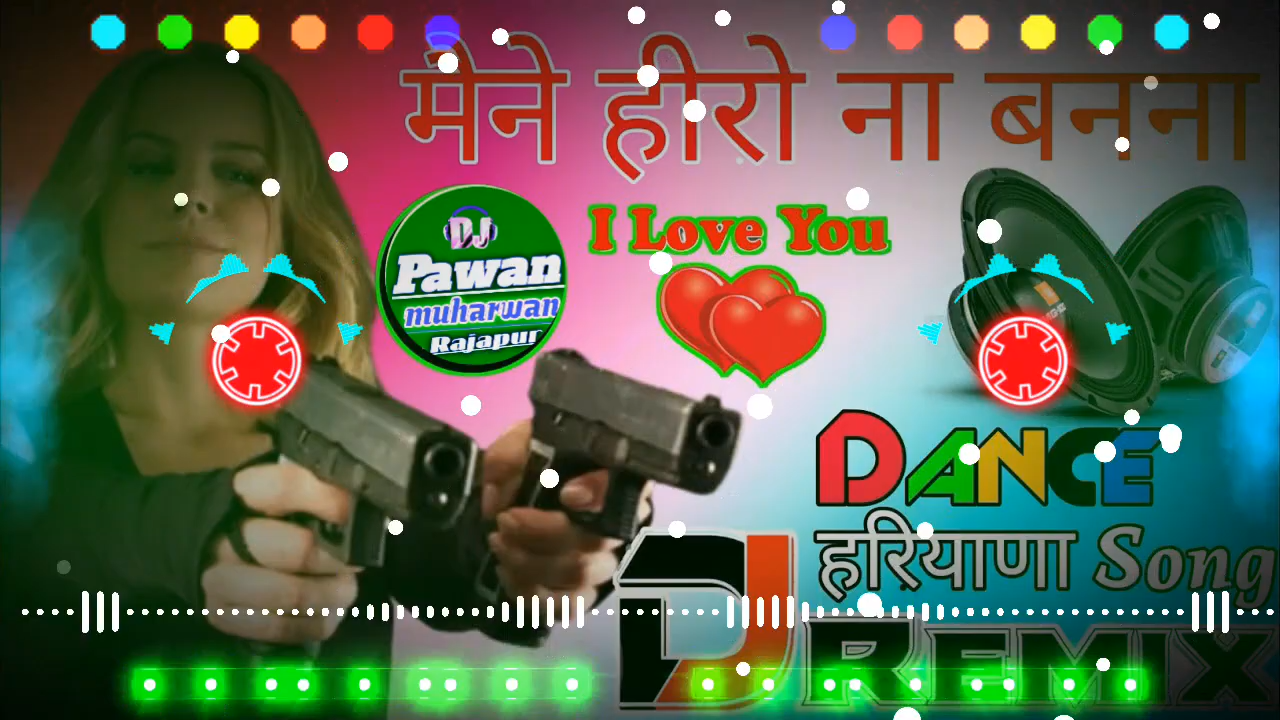 मैने हीरो ना बनना
DJ
Pawan
muharwan
Rajapur
I Love You
DANCE
हरियाणा Song
DJ REMIX